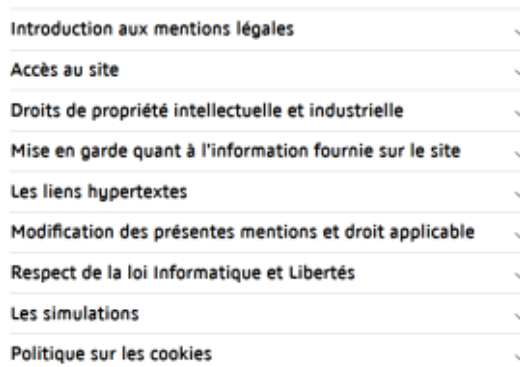 Introduction aux mentions légales
Accès au site
Droits de propriété intellectuelle et industrielle
Mise en garde quant à l'information fournie sur le site
Les liens hypertextes
Modification des présentes mentions et droit applicable
Respect de la loi Informatique et Libertés
Les simulations
Politique sur les cookies